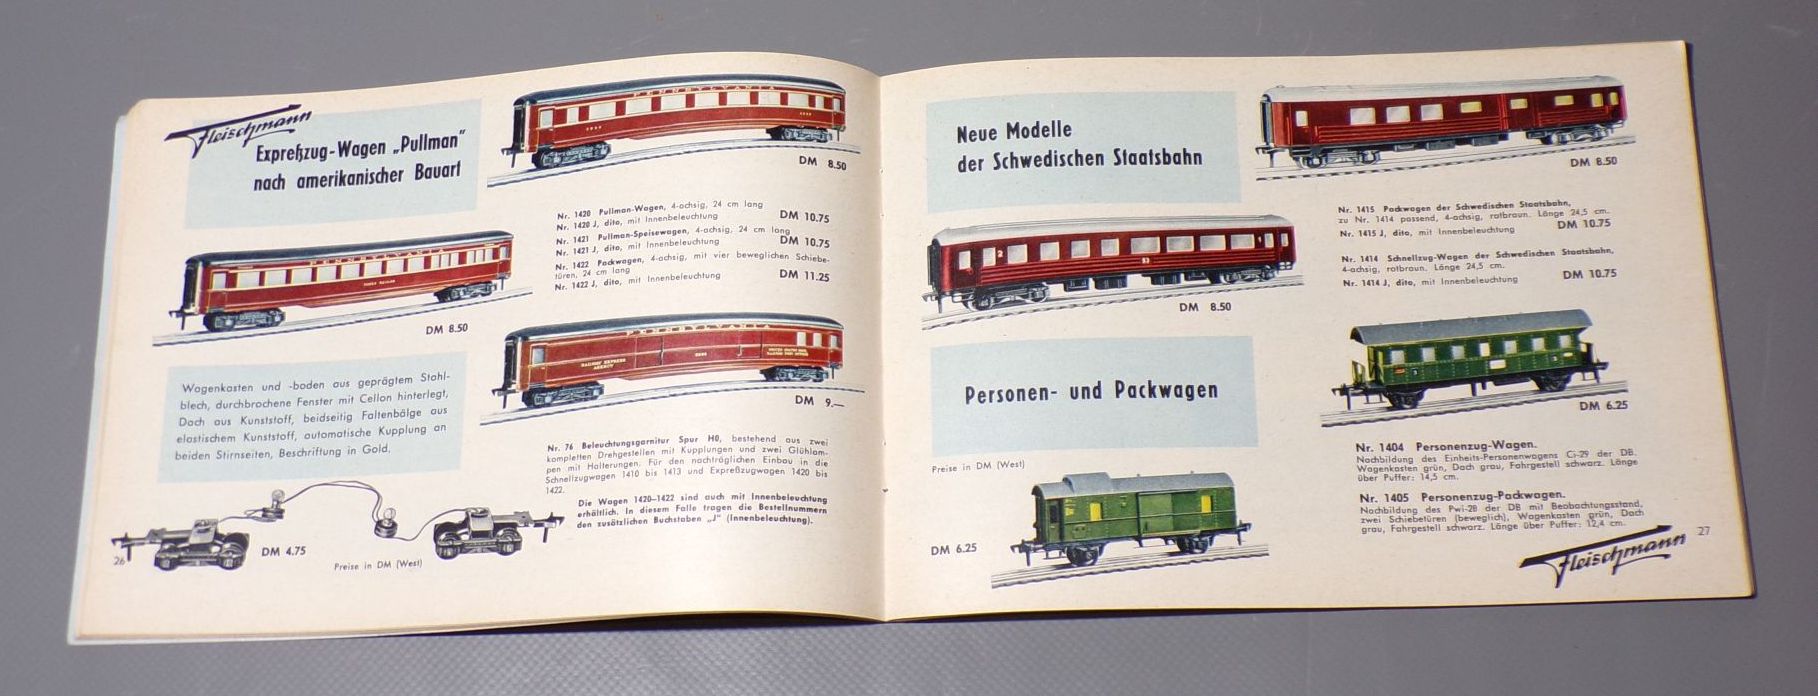 Fleischmann
Expreßzug-Wagen „Pullman"
nach amerikanischer Bauart
PENNSYLVANIA
DM 8.50
Nr. 1420 Pullman-Wagen, 4-achsig, 24 cm lang
Nr. 1420 J, dito, mit Innenbeleuchtung DM 10.75
Nr. 1421 Pullman-Speisewagen, 4-achsig, 24 cm lang
Nr. 1421 J, dito, mit Innenbeleuchtung DM 10.75
Nr. 1422 Packwagen, 4-achsig, mit vier beweglichen Schiebe-
türen, 24 cm lang
Nr. 1422 J, dito, mit Innenbeleuchtung DM 11.25
PENNSYLVANIA
DM 8.50
PENNSYLVANIA
RAILWAY EXPRESS
AGENCY
DM 9.—
Wagenkasten und -boden aus geprägtem Stahl-
blech, durchbrochene Fenster mit Cellon hinterlegt,
Dach aus Kunststoff, beidseitig Faltenbälge aus
elastischem Kunststoff, automatische Kupplung an
beiden Stirnseiten, Beschriftung in Gold.
Nr. 76 Beleuchtungsgarnitur Spur H0, bestehend aus zwei
kompletten Drehgestellen mit Kupplungen und zwei Glühlam-
pen mit Halterungen. Für den nachträglichen Einbau in die
Schnellzugwagen 1410 bis 1413 und Expreßzugwagen 1420 bis
1422.
Die Wagen 1420–1422 sind auch mit Innenbeleuchtung
erhältlich. In diesem Falle tragen die Bestellnummern
den zusätzlichen Buchstaben „J" (Innenbeleuchtung).
DM 4.75
Preise in DM (West)
26
Neue Modelle
der Schwedischen Staatsbahn
DM 8.50
Nr. 1415 Packwagen der Schwedischen Staatsbahn,
zu Nr. 1414 passend, 4-achsig, rotbraun. Länge 24,5 cm.
Nr. 1415 J, dito, mit Innenbeleuchtung DM 10.75
Nr. 1414 Schnellzug-Wagen der Schwedischen Staatsbahn,
4-achsig, rotbraun. Länge 24,5 cm.
Nr. 1414 J, dito, mit Innenbeleuchtung DM 10.75
2
DM 8.50
Personen- und Packwagen
DM 6.25
Preise in DM (West)
Nr. 1404 Personenzug-Wagen.
Nachbildung des Einheits-Personenwagens Ci-29 der DB.
Wagenkasten grün, Dach grau, Fahrgestell schwarz. Länge
über Puffer: 14,5 cm.
Nr. 1405 Personenzug-Packwagen.
Nachbildung des Pwi-28 der DB mit Beobachtungsstand,
zwei Schiebetüren (beweglich), Wagenkasten grün, Dach
grau, Fahrgestell schwarz. Länge über Puffer: 12,4 cm.
DM 6.25
Fleischmann
27